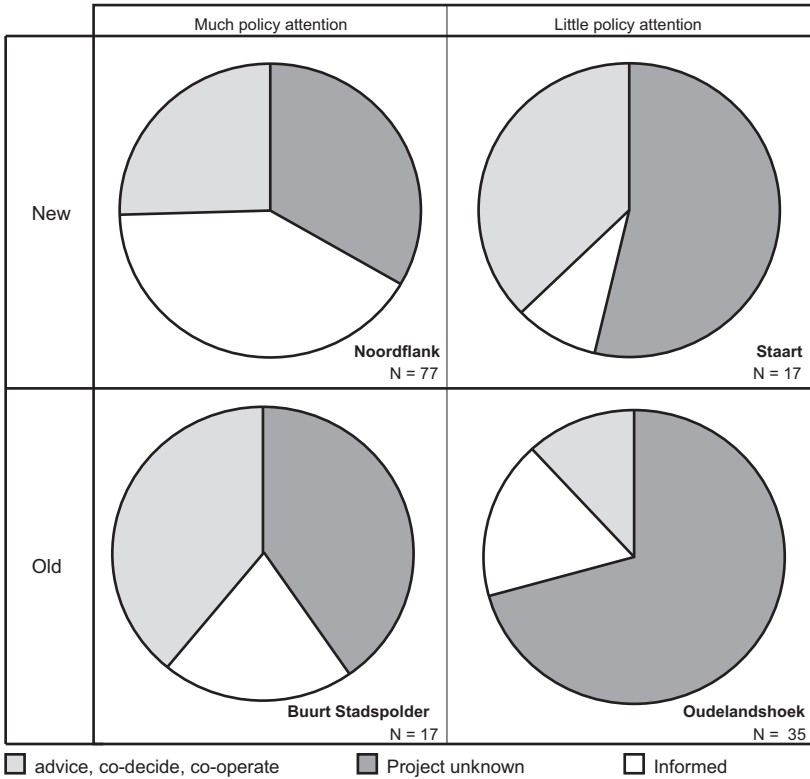 Much policy attention
Little policy attention
New
Noordflank
N = 77
Staart
N = 17
Old
Buurt Stadspolder
N = 17
Oudelandshoek
N = 35
advice, co-decide, co-operate
Project unknown
Informed